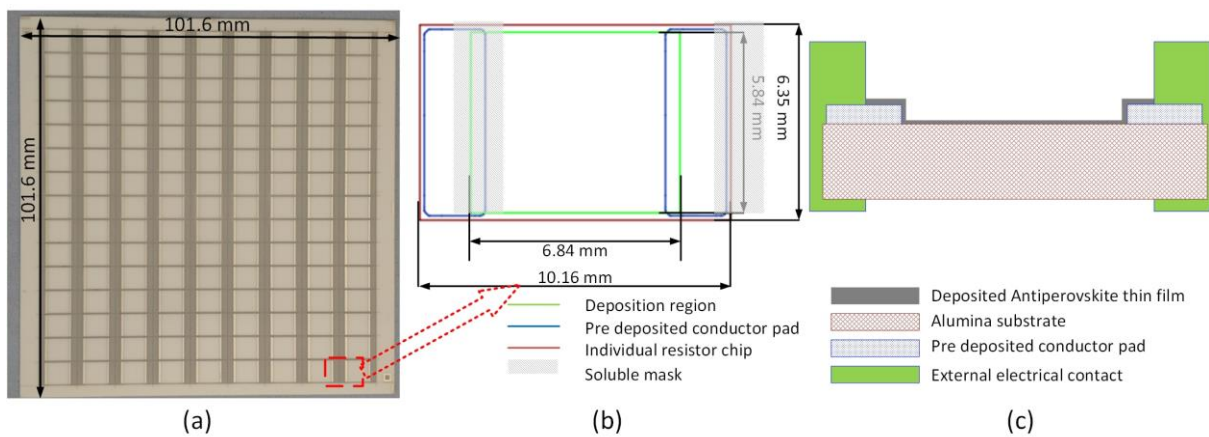 101.6 mm
101.6 mm
(a)
5.84 mm
6.35 mm
6.84 mm
10.16 mm
Deposition region
Pre deposited conductor pad
Individual resistor chip
Soluble mask
(b)
Deposited Antiperovskite thin film
Alumina substrate
Pre deposited conductor pad
External electrical contact
(c)